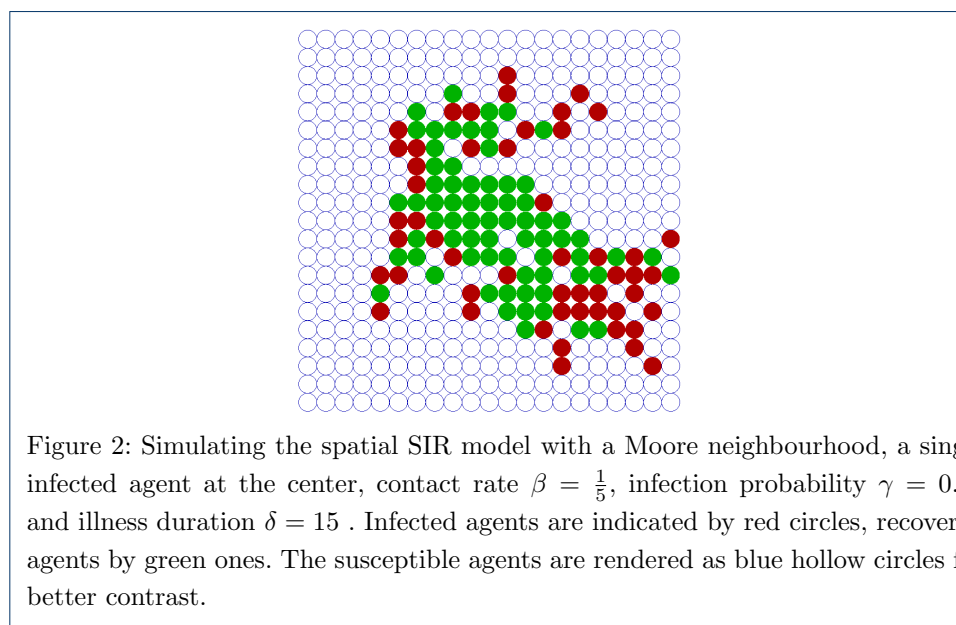 Figure 2: Simulating the spatial SIR model with a Moore neighbourhood, a sing
infected agent at the center, contact rate β = 1/5, infection probability γ = 0.
and illness duration δ = 15 . Infected agents are indicated by red circles, recover
agents by green ones. The susceptible agents are rendered as blue hollow circles
better contrast.